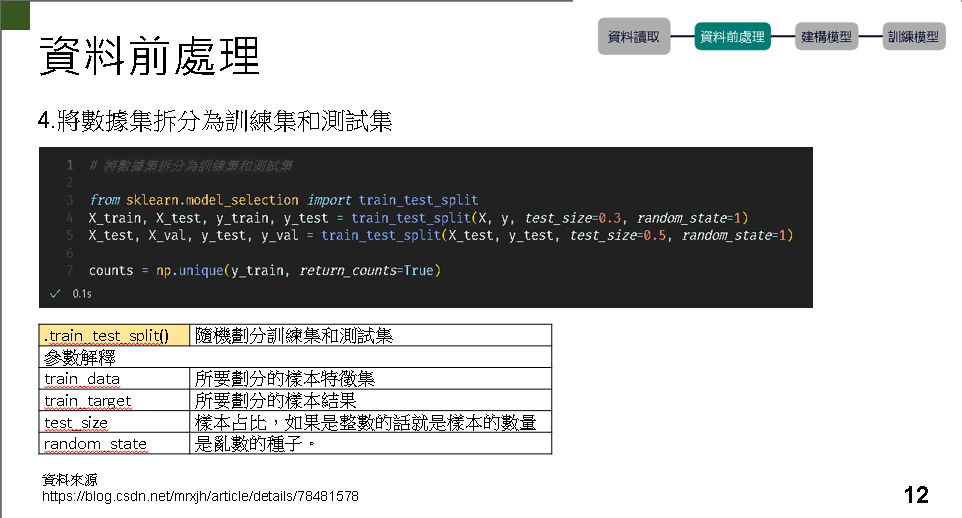 資料讀取 資料前處理 建構模型 訓練模型
資料前處理
4.將數據集拆分為訓練集和測試集
1 # 將數據集拆分為訓練集和測試集
2
3 from sklearn.model_selection import train_test_split
4 X_train, X_test, y_train, y_test = train_test_split(X, y, test_size=0.3, random_state=1)
5 X_test, X_val, y_test, y_val = train_test_split(X_test, y_test, test_size=0.5, random_state=1)
6
7 counts = np.unique(y_train, return_counts=True)
✓ 0.1s
.train_test_split() 隨機劃分訓練集和測試集
參數解釋
train_data 所要劃分的樣本特徵集
train_target 所要劃分的樣本結果
test_size 樣本占比，如果是整數的話就是樣本的數量
random_state 是亂數的種子。
資料來源
https://blog.csdn.net/mrxjh/article/details/78481578
12